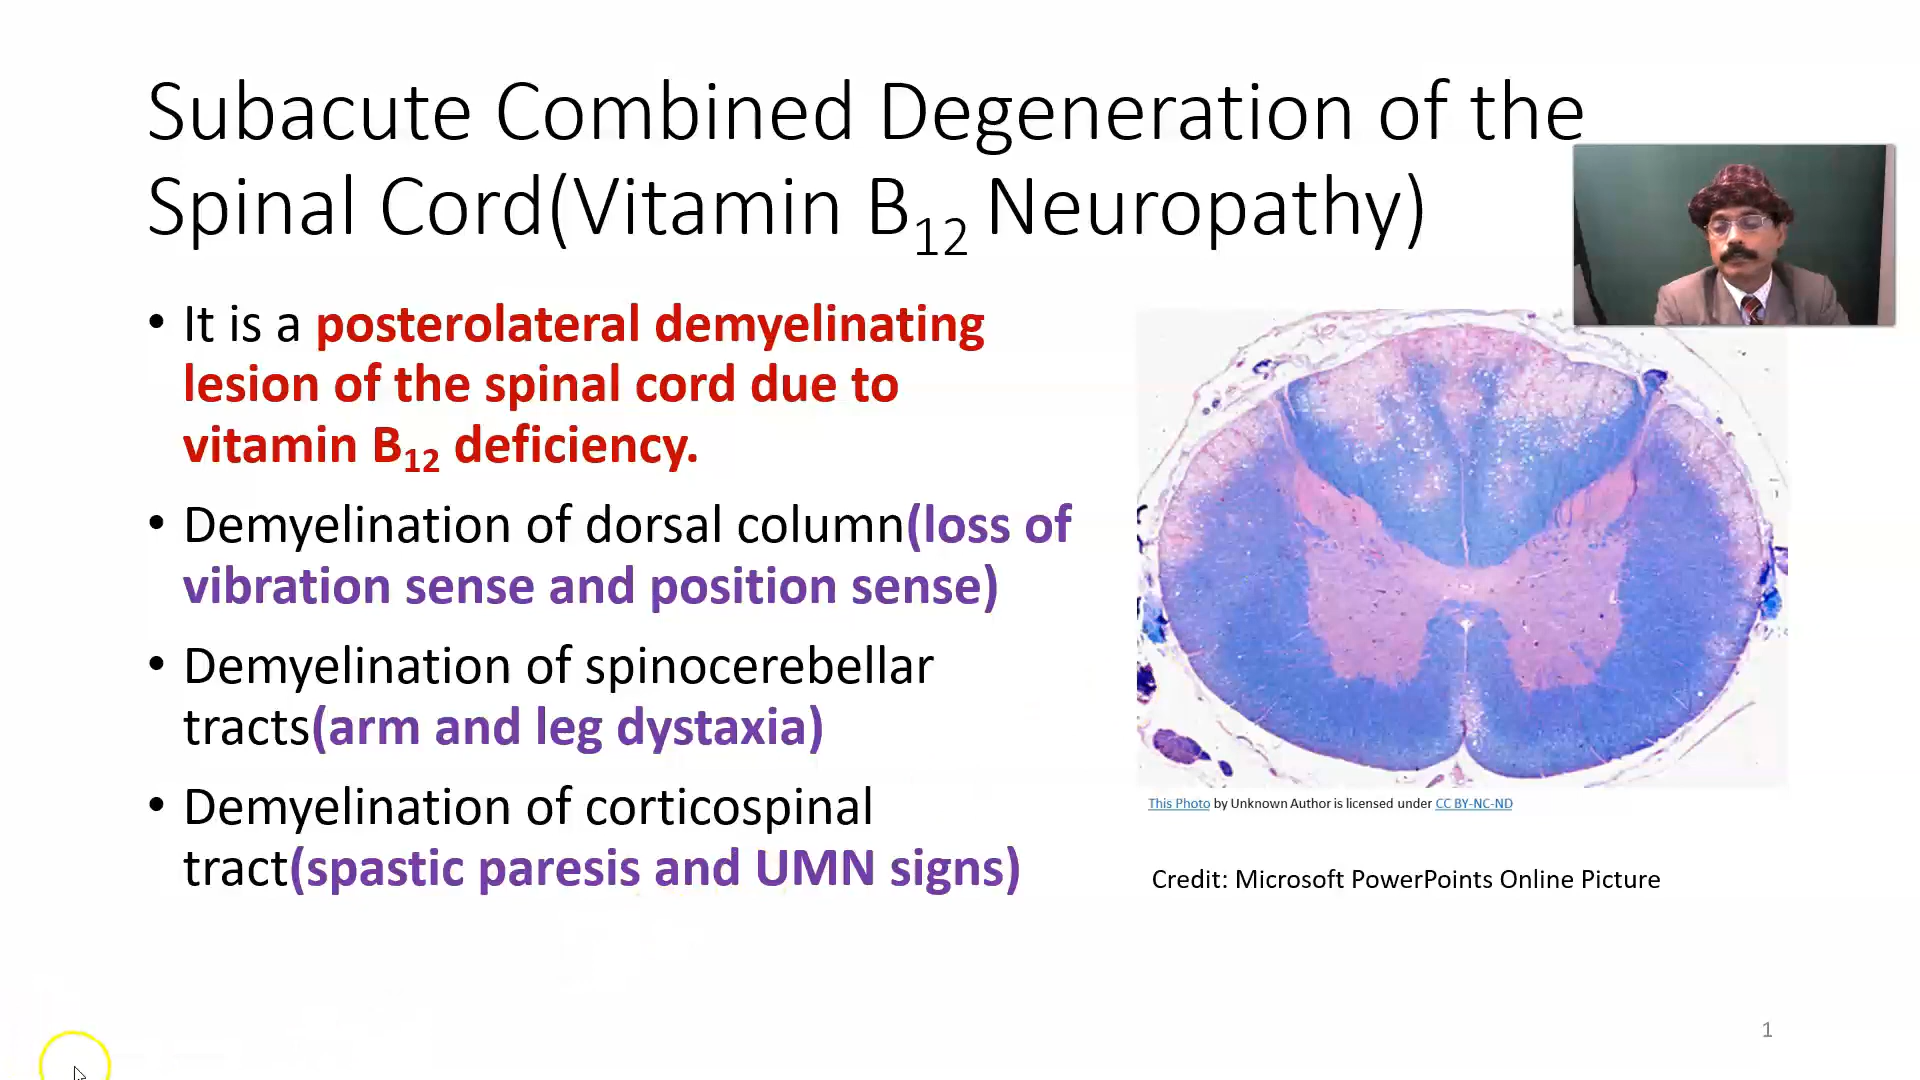 Subacute Combined Degeneration of the
Spinal Cord(Vitamin B12 Neuropathy)
• It is a posterolateral demyelinating
lesion of the spinal cord due to
vitamin B12 deficiency.
• Demyelination of dorsal column(loss of
vibration sense and position sense)
• Demyelination of spinocerebellar
tracts(arm and leg dystaxia)
• Demyelination of corticospinal
tract(spastic paresis and UMN signs)
This Photo by Unknown Author is licensed under CC BY-NC-ND
Credit: Microsoft PowerPoints Online Picture
1